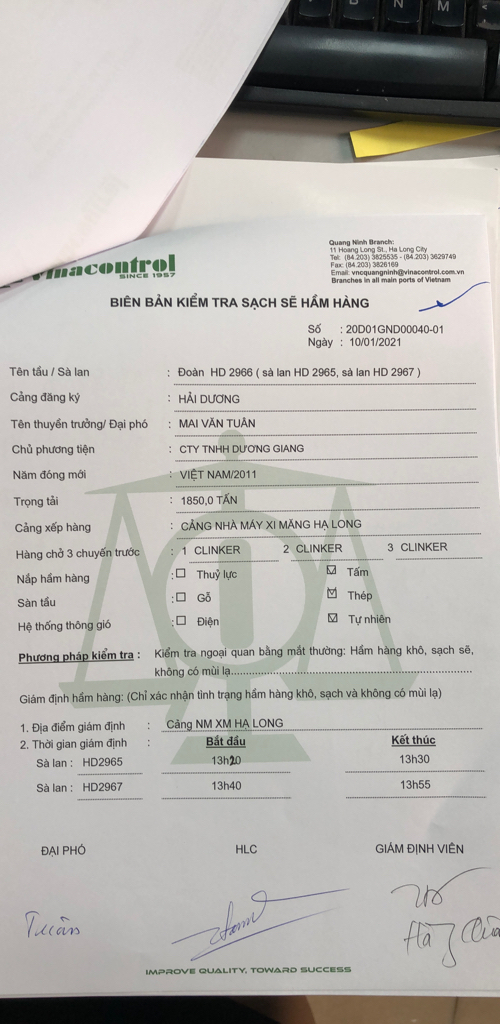 N M
Quang Ninh Branch:
11 Hoang Long St., Ha Long City
Tel: (84.203) 3825535 - (84.203) 3629749
Fax: (84.203) 3826169
Email: vncquangninh@vinacontrol.com.vn
Branches in all main ports of Vietnam
Vinacontrol
SINCE 1957
BIÊN BẢN KIỂM TRA SẠCH SẼ HẦM HÀNG
Số : 20D01GND00040-01
Ngày : 10/01/2021
Tên tầu / Sà lan : Đoàn HD 2966 ( sà lan HD 2965, sà lan HD 2967 )
Cảng đăng ký : HẢI DƯƠNG
Tên thuyền trưởng/ Đại phó : MAI VĂN TUÂN
Chủ phương tiện : CTY TNHH DƯƠNG GIANG
Năm đóng mới : VIỆT NAM/2011
Trọng tải : 1850,0 TẤN
Cảng xếp hàng : CẢNG NHÀ MÁY XI MĂNG HẠ LONG
Hàng chở 3 chuyến trước : 1 CLINKER 2 CLINKER 3 CLINKER
Nắp hầm hàng : ☐ Thuỷ lực ☑ Tấm
Sàn tầu : ☐ Gỗ ☑ Thép
Hệ thống thông gió : ☐ Điện ☑ Tự nhiên
Phương pháp kiểm tra : Kiểm tra ngoại quan bằng mắt thường: Hầm hàng khô, sạch sẽ,
không có mùi lạ
Giám định hầm hàng: (Chỉ xác nhận tình trạng hầm hàng khô, sạch và không có mùi lạ)
1. Địa điểm giám định : Cảng NM XM HẠ LONG
2. Thời gian giám định : Bắt đầu Kết thúc
Sà lan : HD2965 13h20 13h30
Sà lan : HD2967 13h40 13h55
ĐẠI PHÓ HLC GIÁM ĐỊNH VIÊN
Tuân
IMPROVE QUALITY, TOWARD SUCCESS